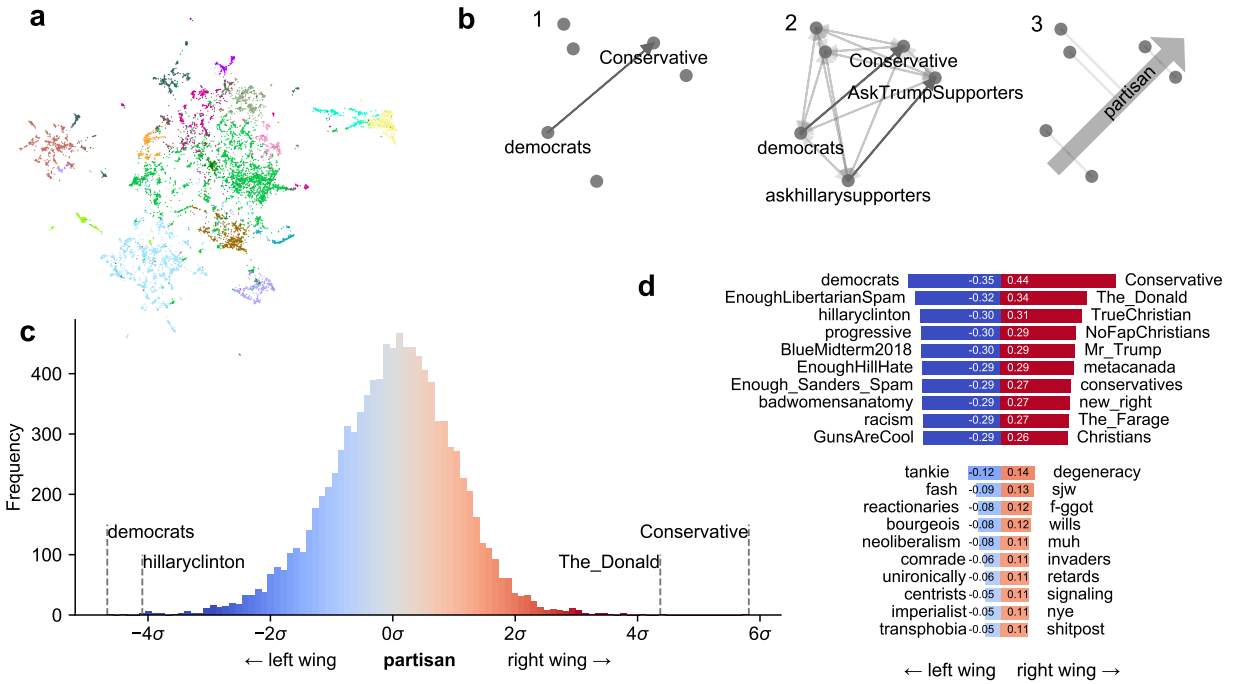 a
b
1
Conservative
democrats
2
Conservative
AskTrumpSupporters
democrats
askhillarysupporters
3
partisan
c
Frequency
400
300
200
100
0
democrats
hillaryclinton
Conservative
The_Donald
−4σ
−2σ
0σ
2σ
4σ
6σ
← left wing
partisan
right wing →
d
democrats -0.35 0.44 Conservative
EnoughLibertarianSpam -0.32 0.34 The_Donald
hillaryclinton -0.30 0.31 TrueChristian
progressive -0.30 0.29 NoFapChristians
BlueMidterm2018 -0.30 0.29 Mr_Trump
EnoughHillHate -0.29 0.29 metacanada
Enough_Sanders_Spam -0.29 0.27 conservatives
badwomensanatomy -0.29 0.27 new_right
racism -0.29 0.27 The_Farage
GunsAreCool -0.29 0.26 Christians
tankie -0.12 0.14 degeneracy
fash -0.09 0.13 sjw
reactionaries -0.08 0.12 f-ggot
bourgeois -0.08 0.12 wills
neoliberalism -0.08 0.11 muh
comrade -0.06 0.11 invaders
unironically -0.06 0.11 retards
centrists -0.05 0.11 signaling
imperialist -0.05 0.11 nye
transphobia -0.05 0.11 shitpost
← left wing right wing →